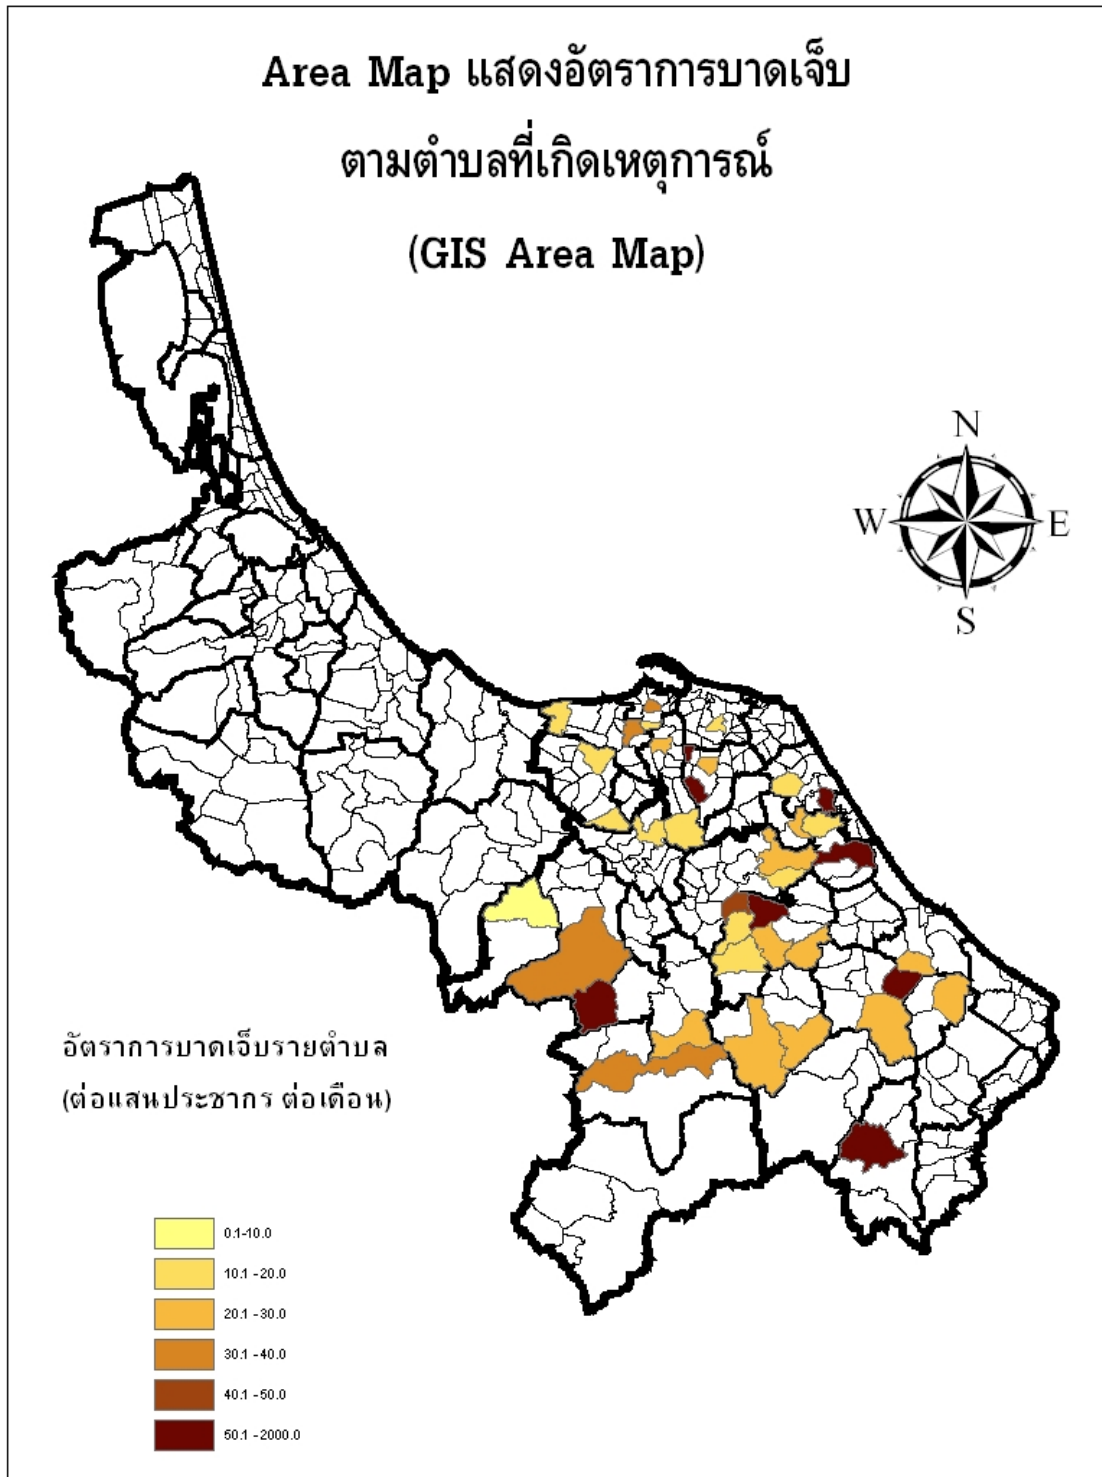 Area Map แสดงอัตราการบาดเจ็บ
ตามตำบลที่เกิดเหตุการณ์
(GIS Area Map)
N
W E
S
อัตราการบาดเจ็บรายตำบล
(ต่อแสนประชากร ต่อเดือน)
0.1-10.0
10.1 - 20.0
20.1 - 30.0
30.1 - 40.0
40.1 - 50.0
50.1 - 2000.0